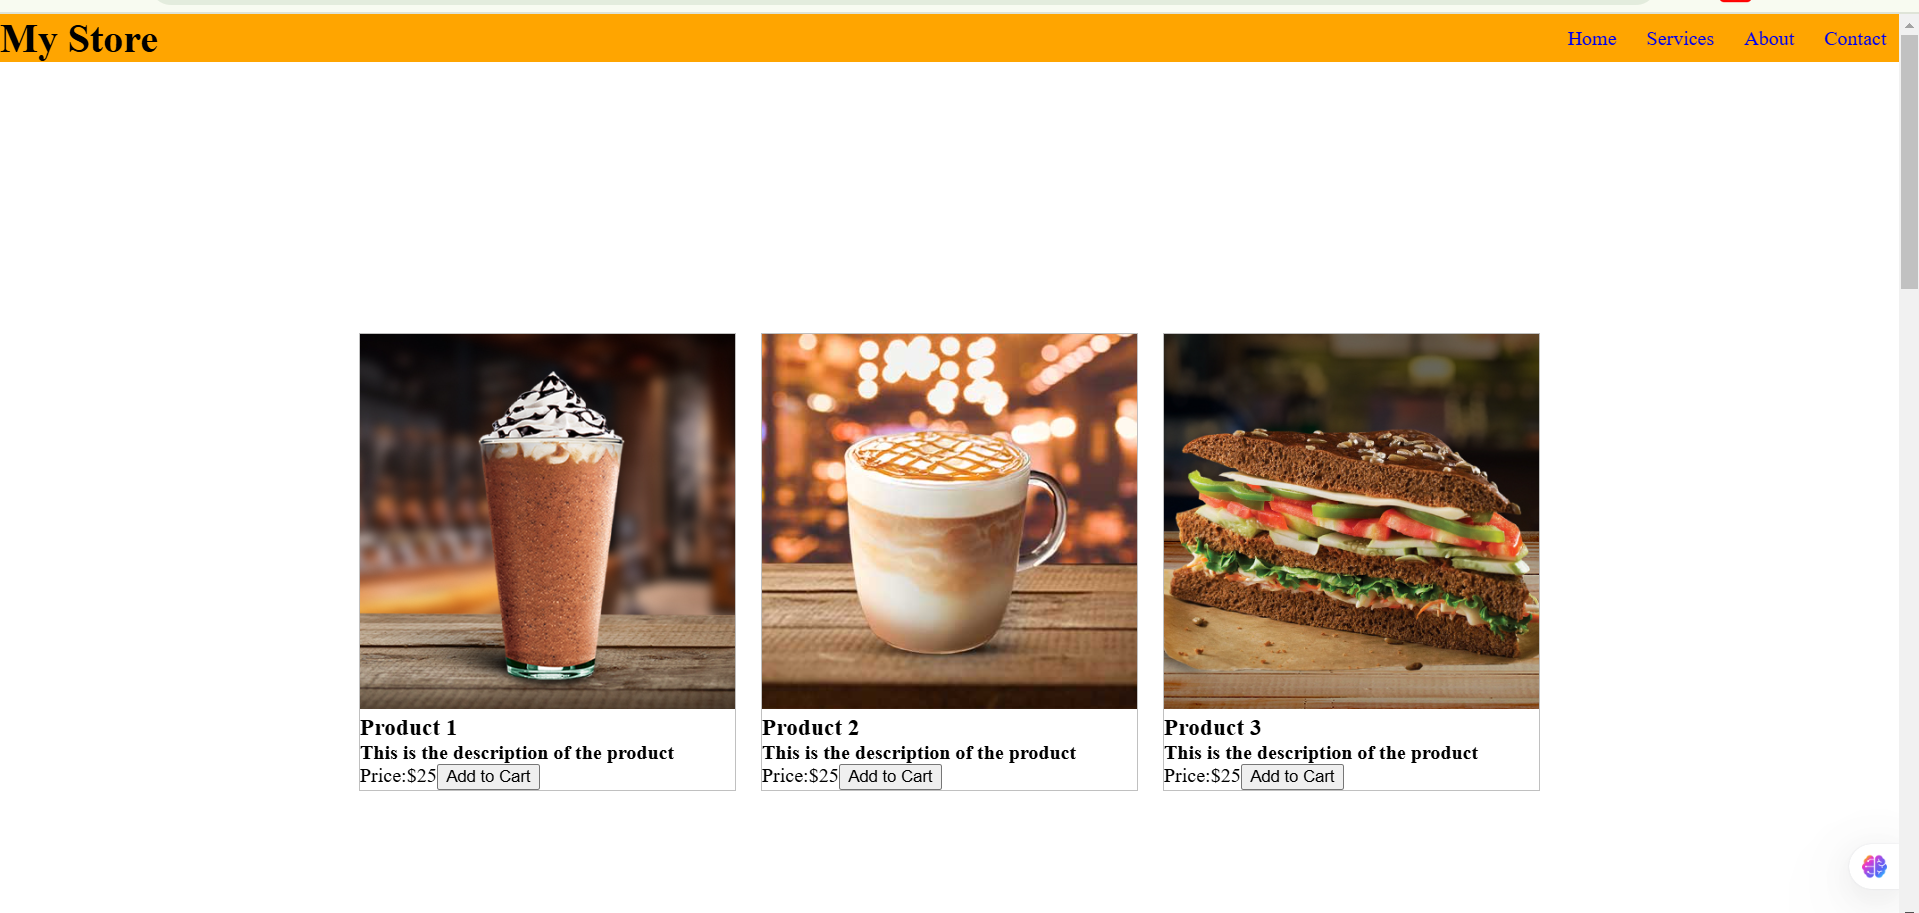 My Store
Home Services About Contact
Product 1
This is the description of the product
Price:$25 Add to Cart
Product 2
This is the description of the product
Price:$25 Add to Cart
Product 3
This is the description of the product
Price:$25 Add to Cart